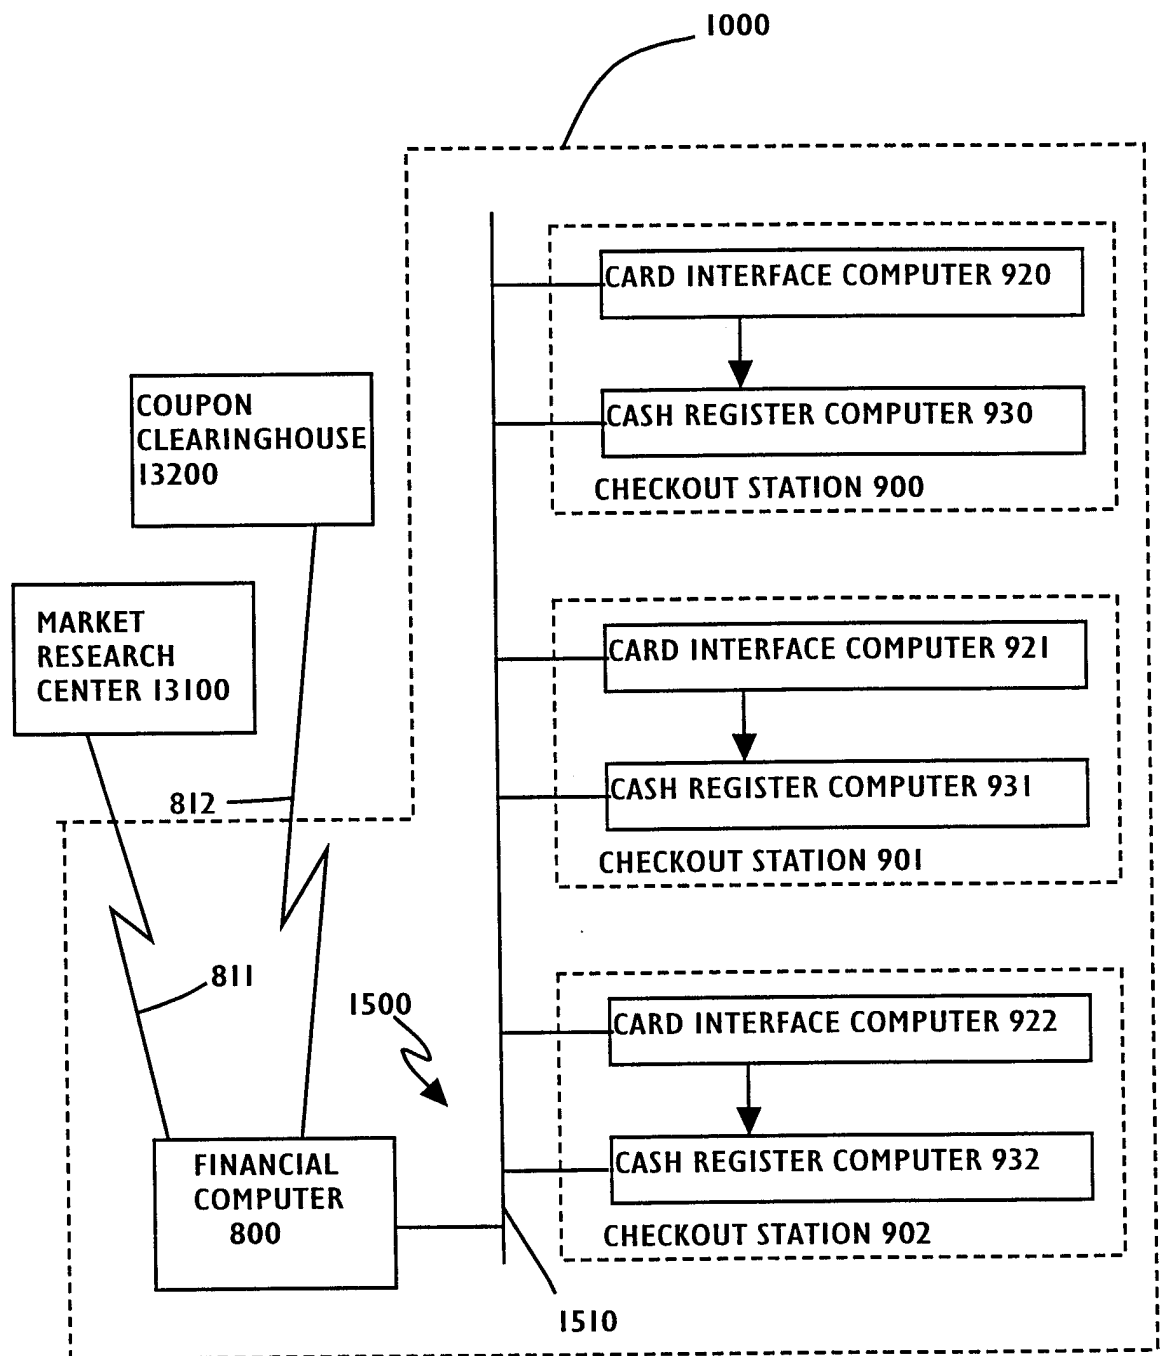 1000
CARD INTERFACE COMPUTER 920
CASH REGISTER COMPUTER 930
CHECKOUT STATION 900
COUPON
CLEARINGHOUSE
13200
MARKET
RESEARCH
CENTER 13100
CARD INTERFACE COMPUTER 921
CASH REGISTER COMPUTER 931
CHECKOUT STATION 901
812
811
1500
CARD INTERFACE COMPUTER 922
CASH REGISTER COMPUTER 932
CHECKOUT STATION 902
FINANCIAL
COMPUTER
800
1510